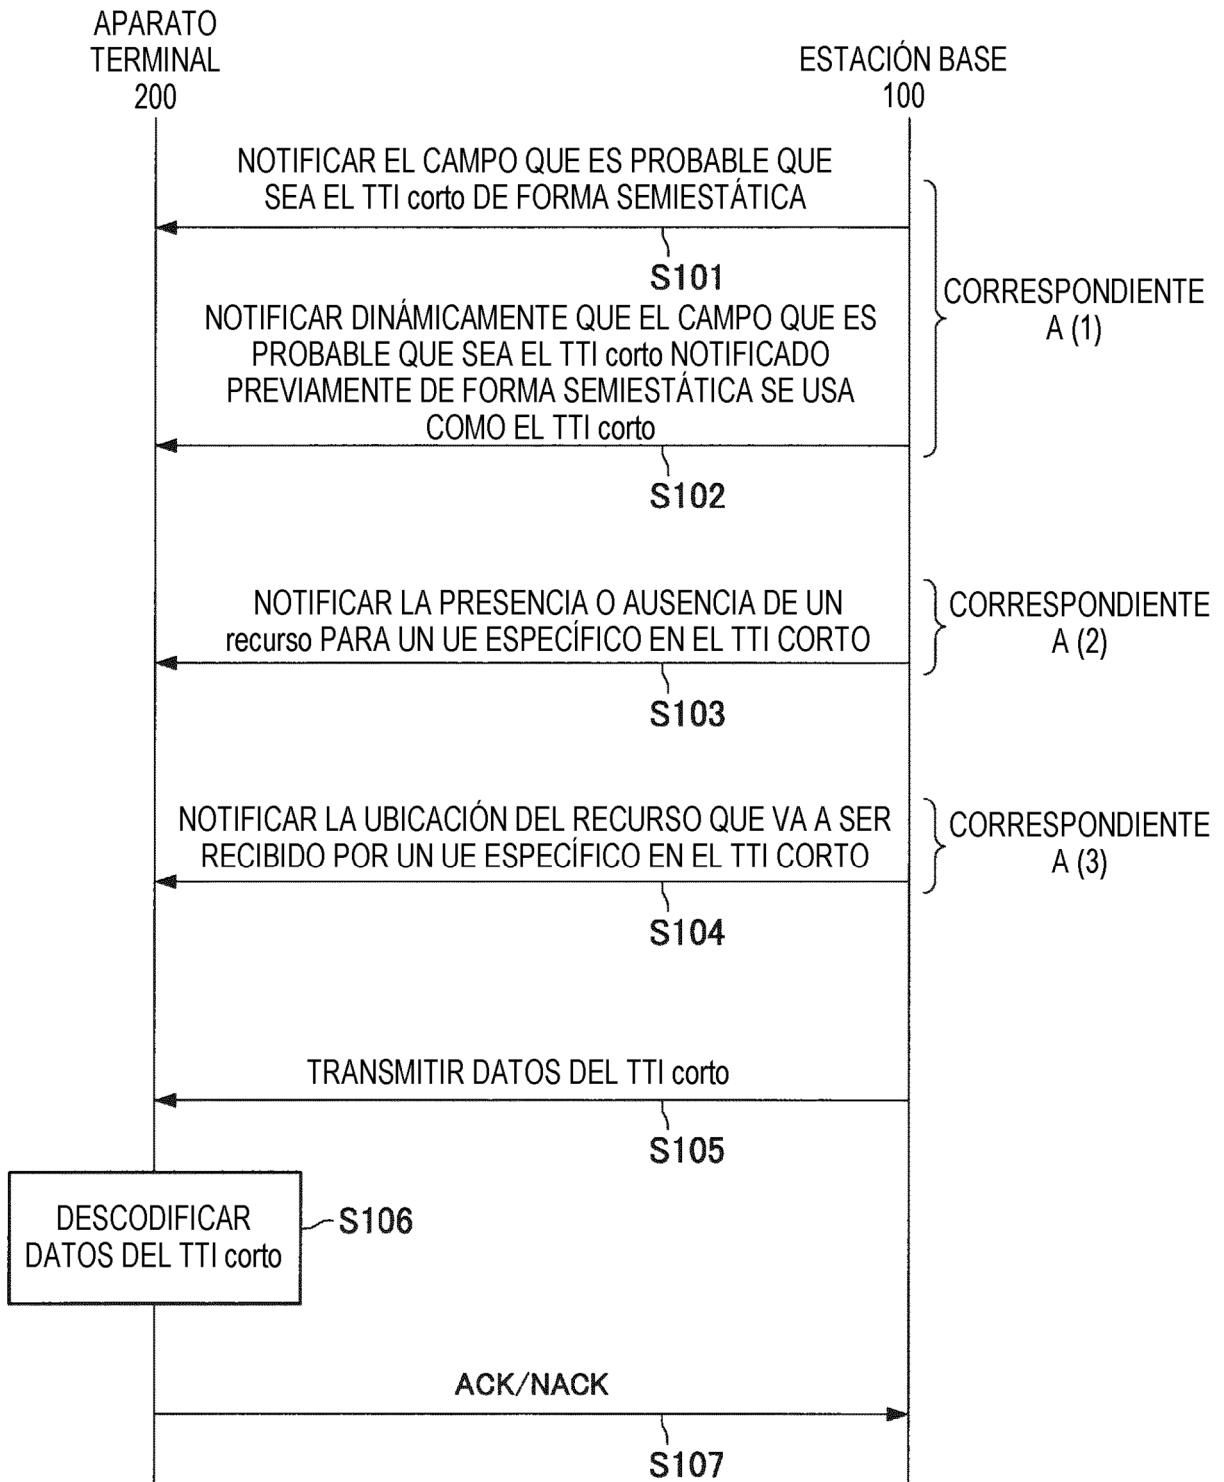 APARATO
TERMINAL
200
ESTACIÓN BASE
100
NOTIFICAR EL CAMPO QUE ES PROBABLE QUE
SEA EL TTI corto DE FORMA SEMIESTÁTICA
S101
NOTIFICAR DINÁMICAMENTE QUE EL CAMPO QUE ES
PROBABLE QUE SEA EL TTI corto NOTIFICADO
PREVIAMENTE DE FORMA SEMIESTÁTICA SE USA
COMO EL TTI corto
S102
CORRESPONDIENTE
A (1)
NOTIFICAR LA PRESENCIA O AUSENCIA DE UN
recurso PARA UN UE ESPECÍFICO EN EL TTI CORTO
S103
CORRESPONDIENTE
A (2)
NOTIFICAR LA UBICACIÓN DEL RECURSO QUE VA A SER
RECIBIDO POR UN UE ESPECÍFICO EN EL TTI CORTO
S104
CORRESPONDIENTE
A (3)
TRANSMITIR DATOS DEL TTI corto
S105
DESCODIFICAR
DATOS DEL TTI corto
S106
ACK/NACK
S107